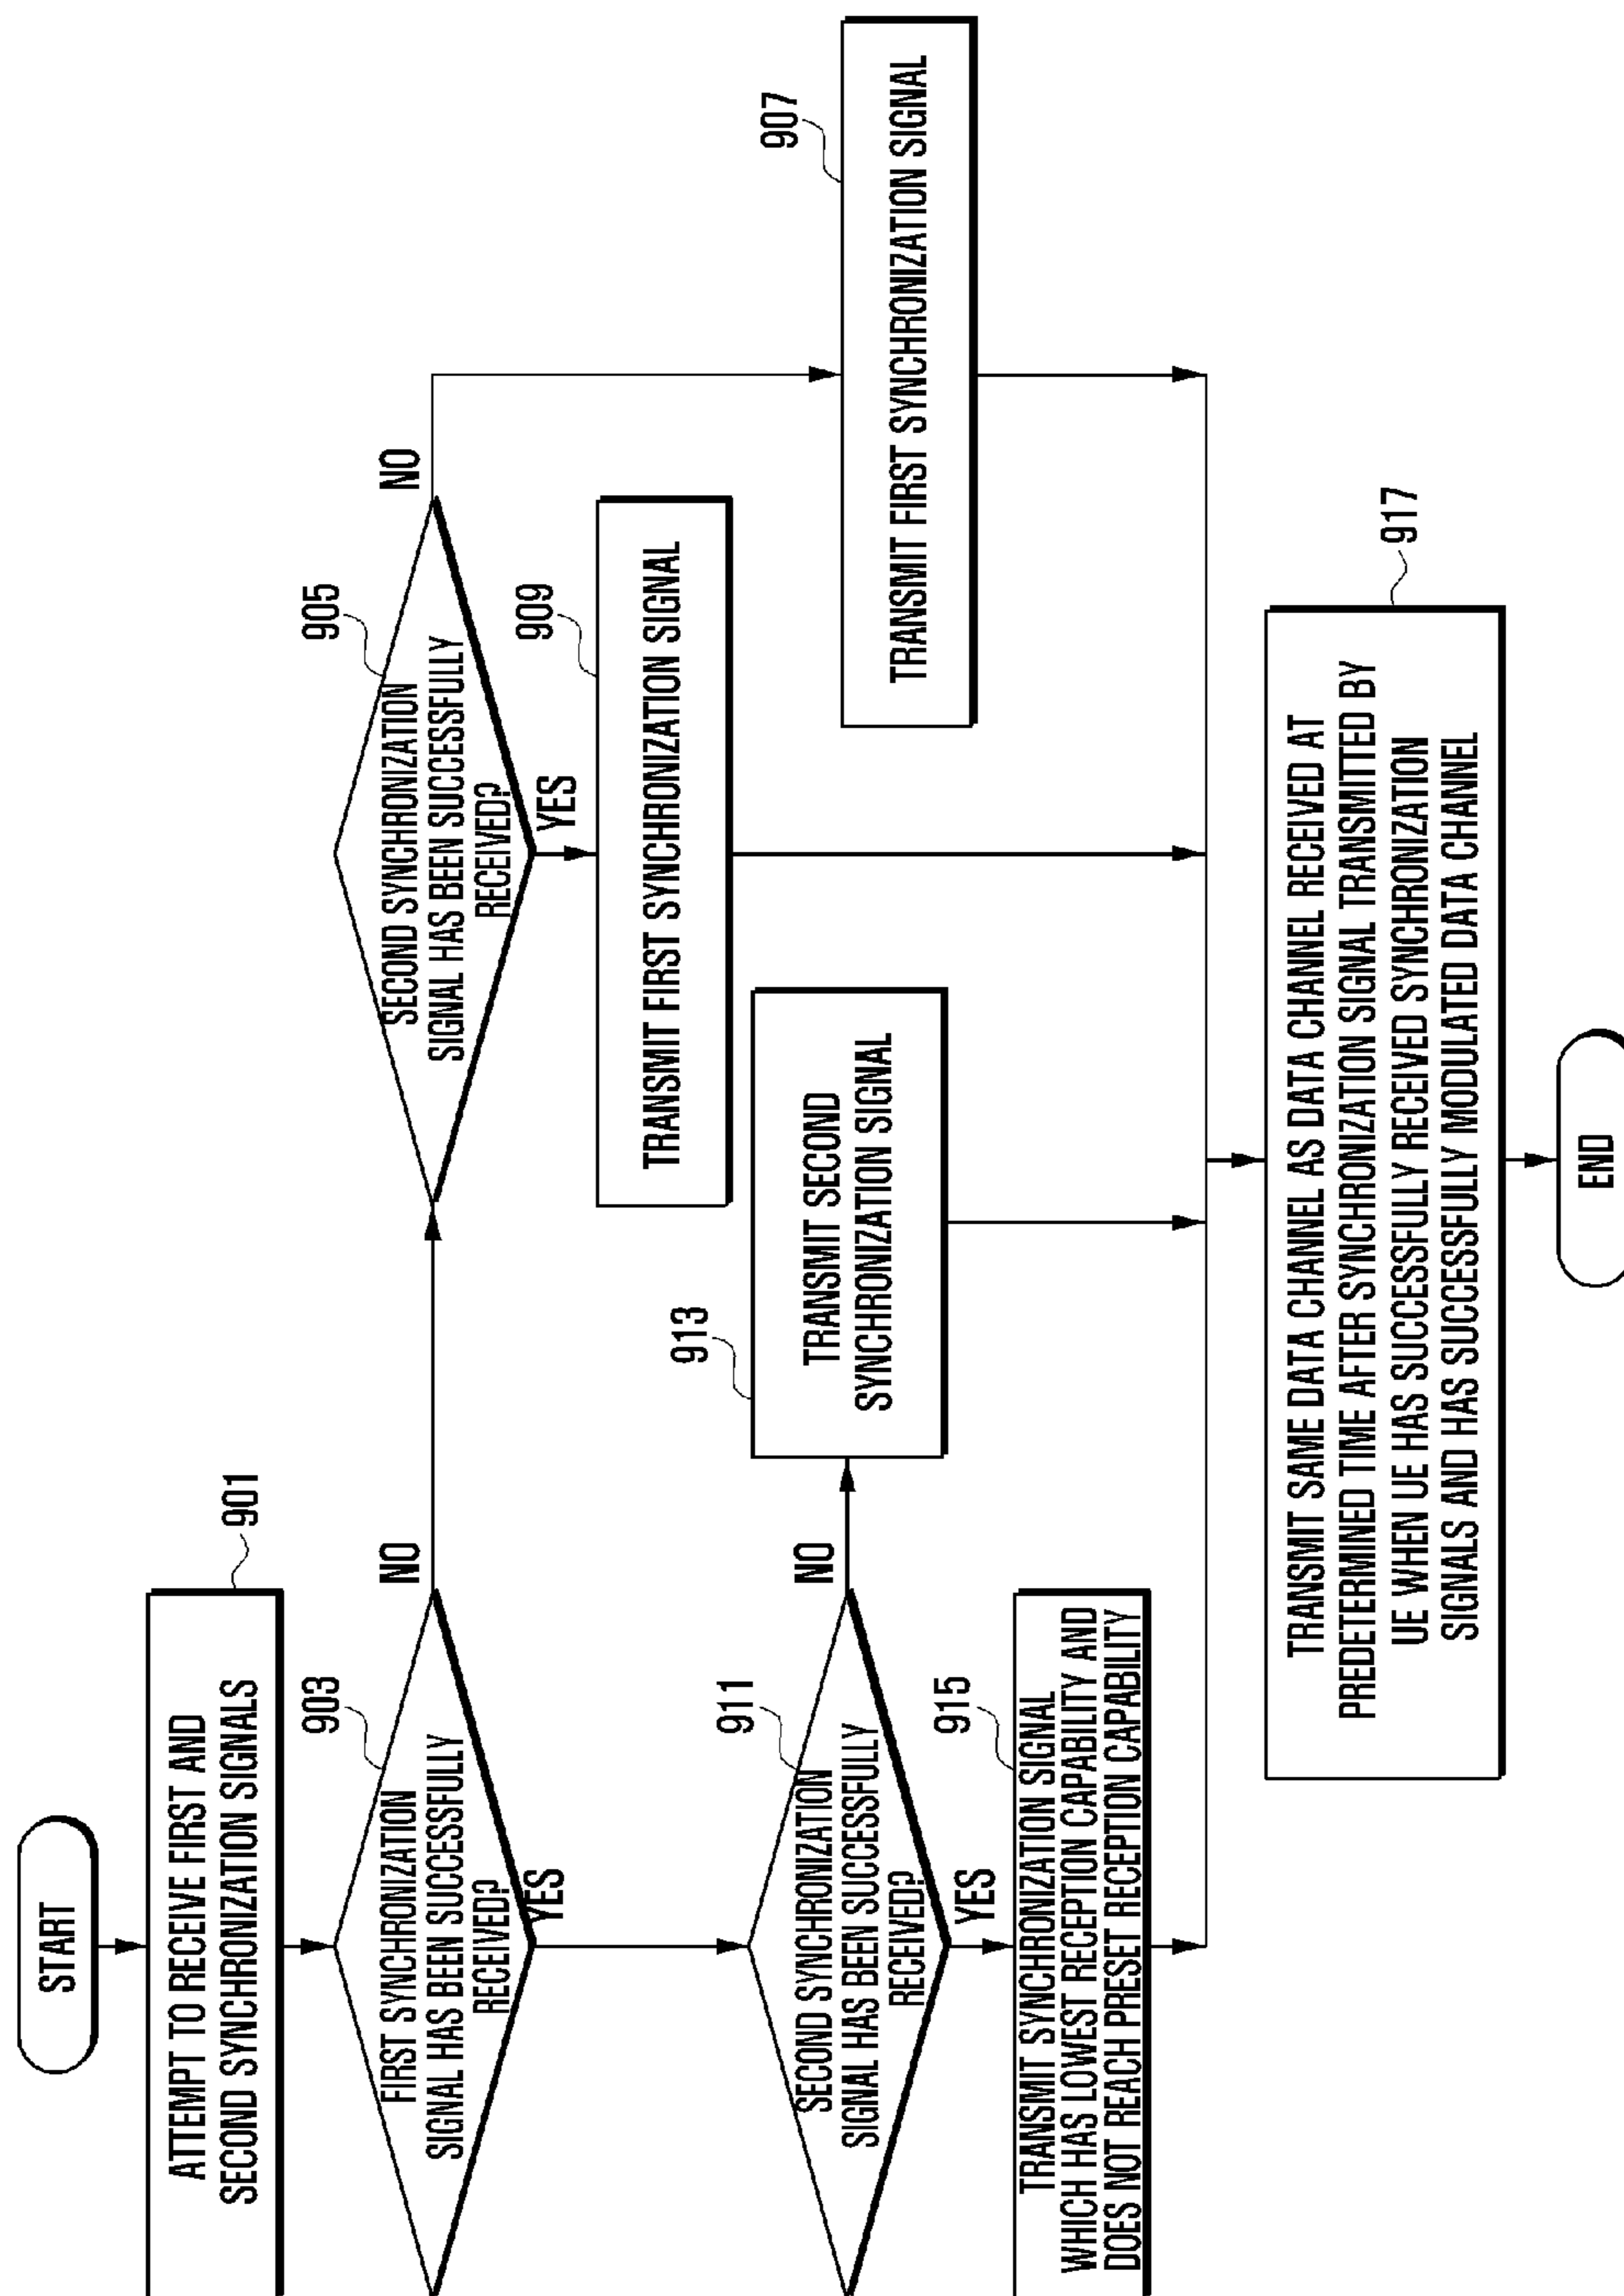 START
901
ATTEMPT TO RECEIVE FIRST AND
SECOND SYNCHRONIZATION SIGNALS
903
FIRST SYNCHRONIZATION
SIGNAL HAS BEEN SUCCESSFULLY
RECEIVED?
NO
YES
905
SECOND SYNCHRONIZATION
SIGNAL HAS BEEN SUCCESSFULLY
RECEIVED?
NO
YES
909
TRANSMIT FIRST SYNCHRONIZATION SIGNAL
907
TRANSMIT FIRST SYNCHRONIZATION SIGNAL
911
SECOND SYNCHRONIZATION
SIGNAL HAS BEEN SUCCESSFULLY
RECEIVED?
NO
YES
913
TRANSMIT SECOND
SYNCHRONIZATION SIGNAL
915
TRANSMIT SYNCHRONIZATION SIGNAL
WHICH HAS LOWEST RECEPTION CAPABILITY AND
DOES NOT REACH PRESET RECEPTION CAPABILITY
917
TRANSMIT SAME DATA CHANNEL AS DATA CHANNEL RECEIVED AT
PREDETERMINED TIME AFTER SYNCHRONIZATION SIGNAL TRANSMITTED BY
UE WHEN UE HAS SUCCESSFULLY RECEIVED SYNCHRONIZATION
SIGNALS AND HAS SUCCESSFULLY MODULATED DATA CHANNEL
END